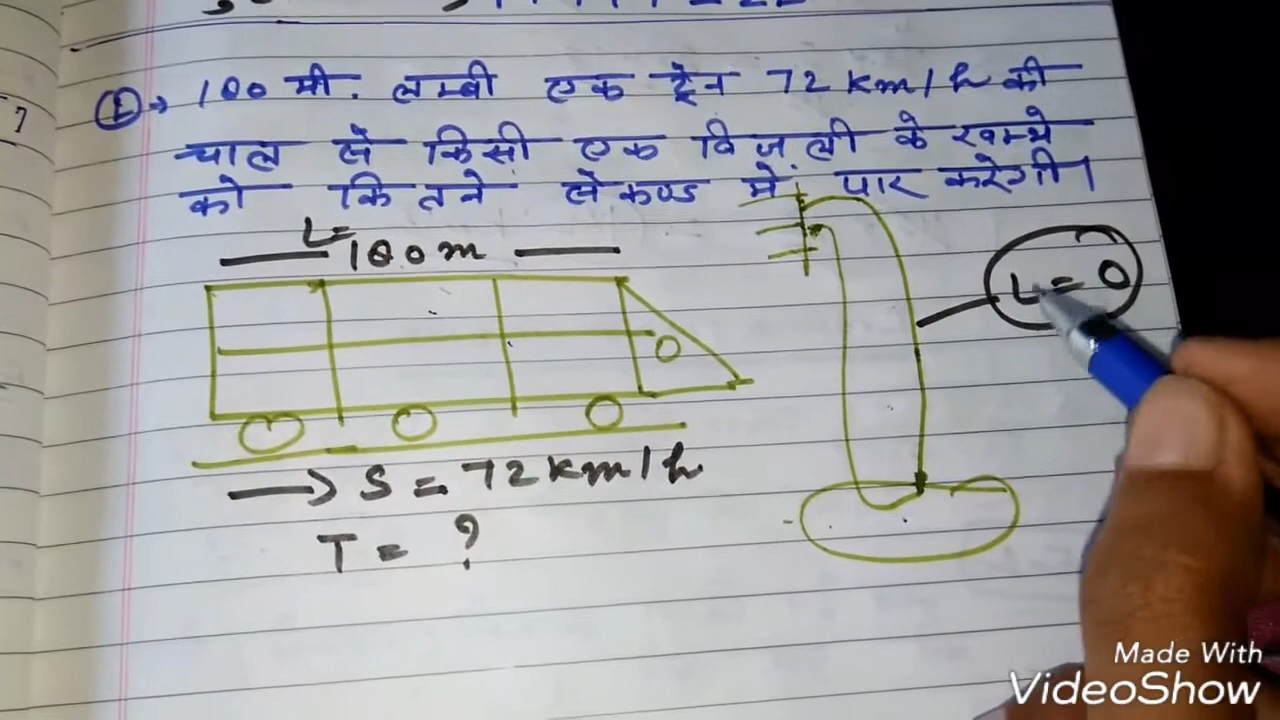 ①→ 100 मी. लम्बी एक ट्रेन 72 km/h की
चाल से किसी एक विजली के खम्भे
को कितने सेकण्ड में पार करेगी।
L=
100m
L = 0
→ S = 72 km/h
T = ?
Made With
VideoShow